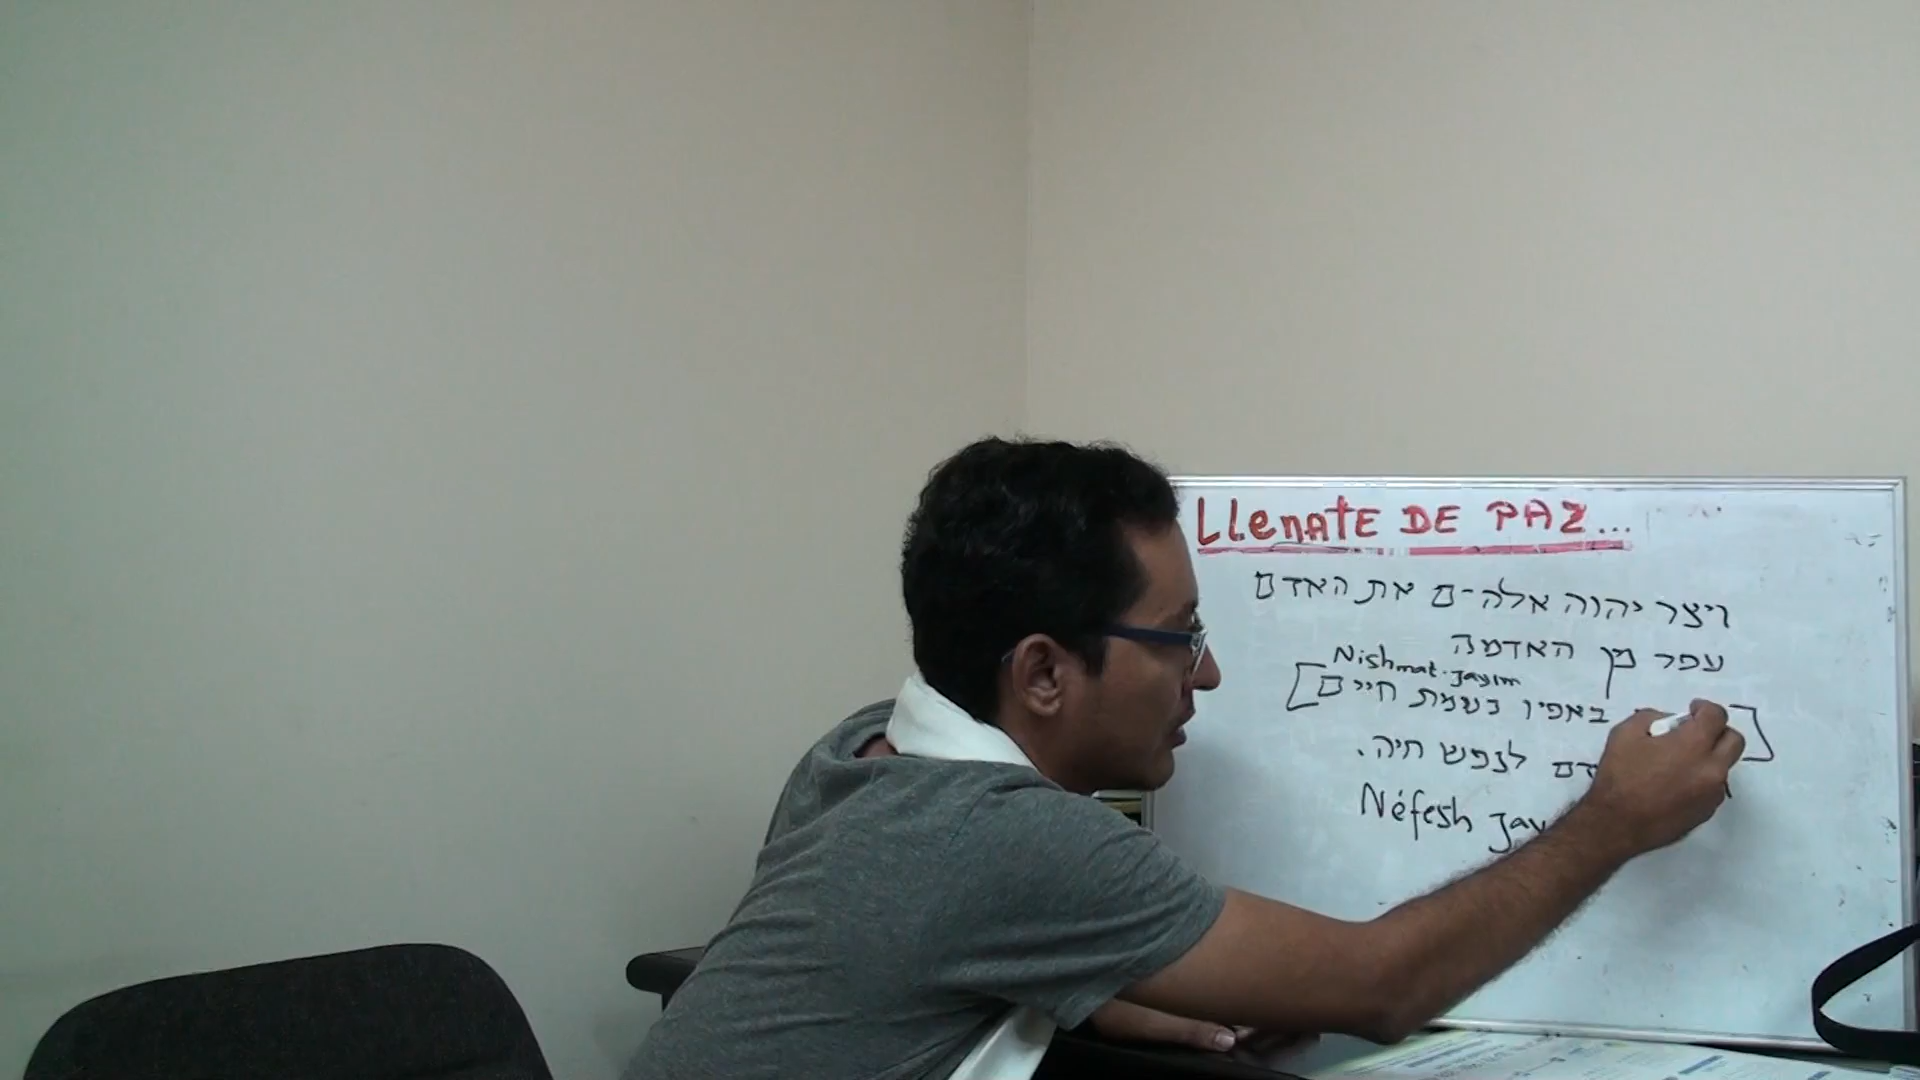 LLENATE DE PAZ...
ויצר יהוה אלה-ם את האדם
עפר מן האדמה
Nishmat Jayim
באפיו נשמת חיים
לנפש חיה.
Néfesh